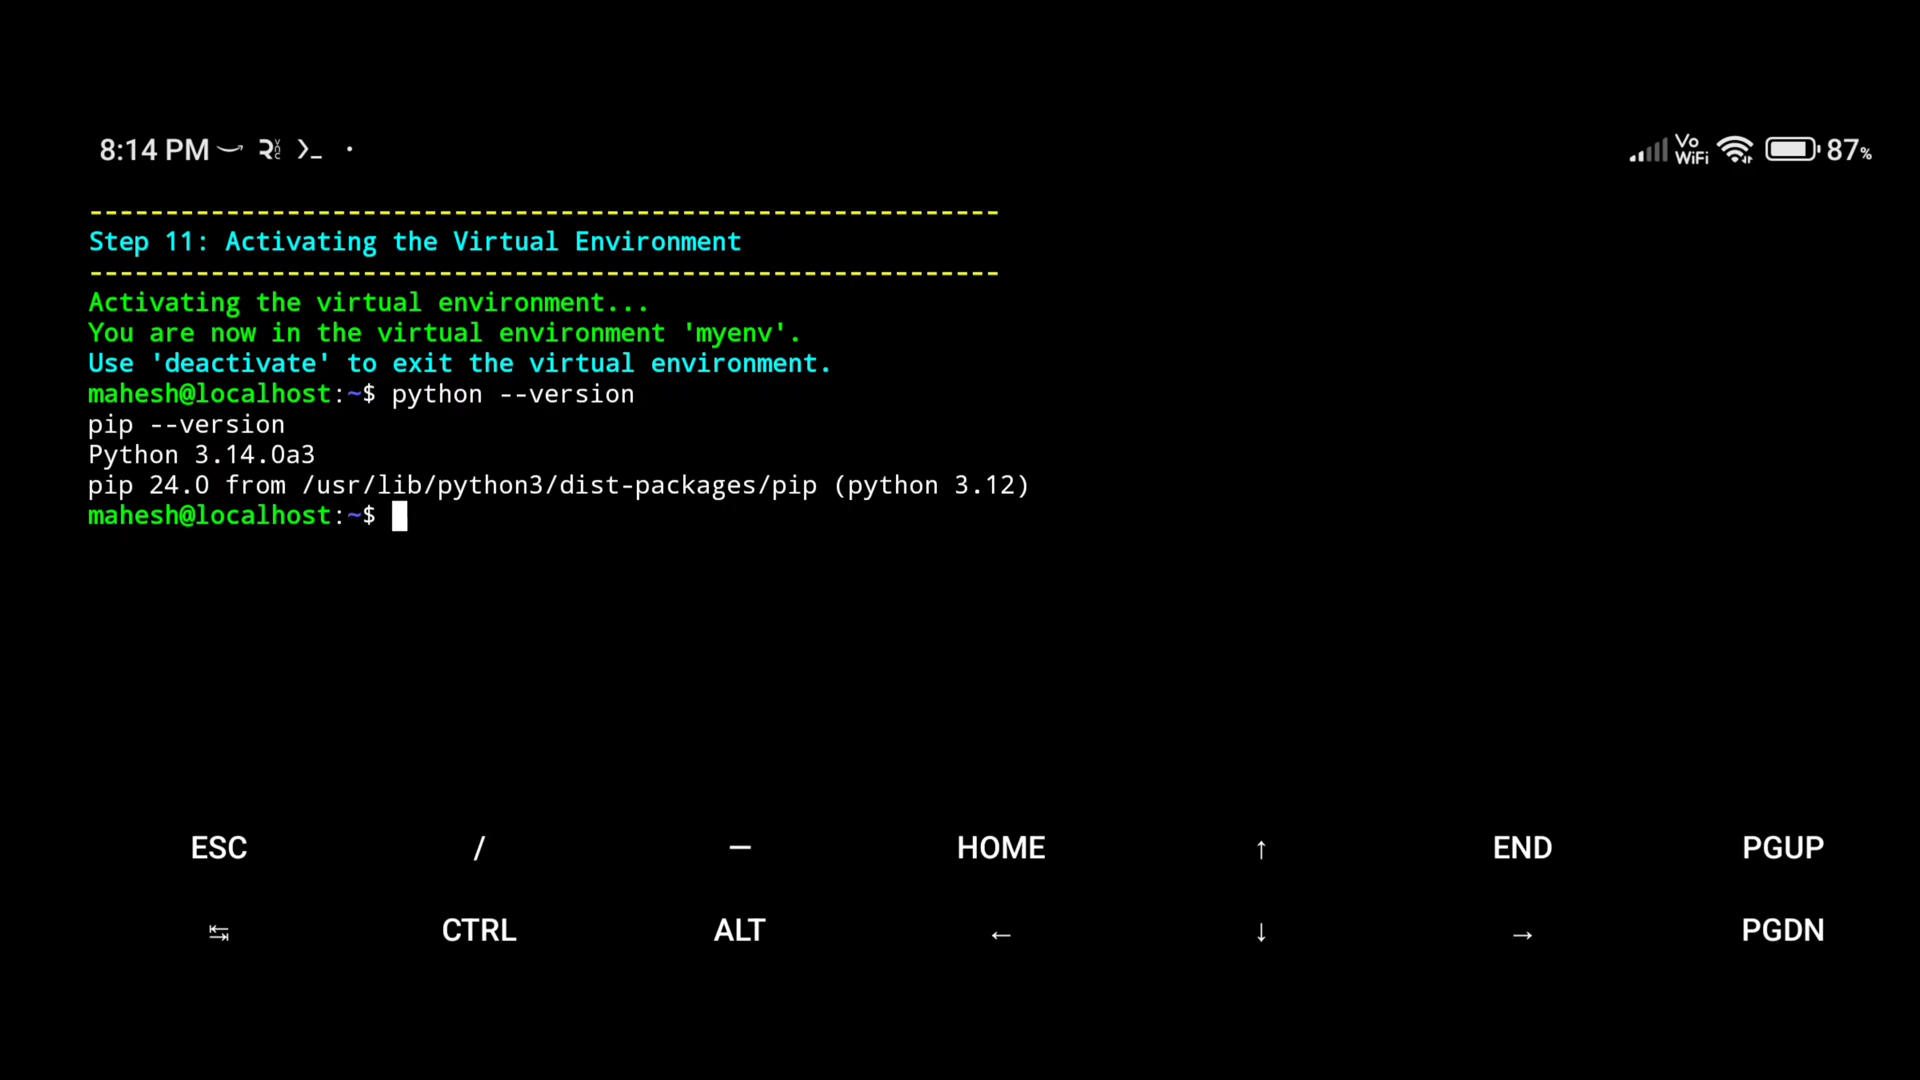 8:14 PM
Vo WiFi 87%
------------------------------------------------------------
Step 11: Activating the Virtual Environment
------------------------------------------------------------
Activating the virtual environment...
You are now in the virtual environment 'myenv'.
Use 'deactivate' to exit the virtual environment.
mahesh@localhost:~$ python --version
pip --version
Python 3.14.0a3
pip 24.0 from /usr/lib/python3/dist-packages/pip (python 3.12)
mahesh@localhost:~$
ESC / — HOME ↑ END PGUP
↹ CTRL ALT ← ↓ → PGDN